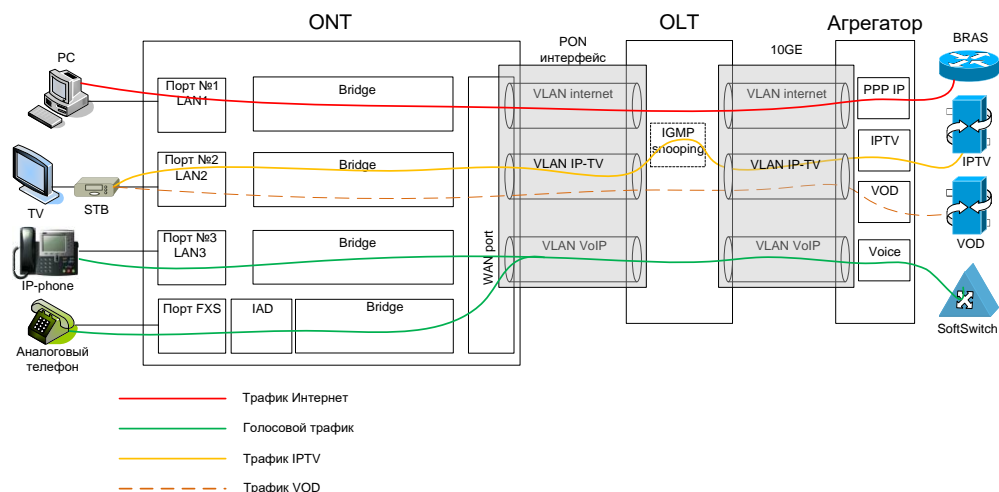 ONT
OLT
Агрегатор
PON
интерфейс
10GE
BRAS
PC
Порт №1
LAN1
Bridge
VLAN internet
VLAN internet
PPP IP
IGMP
snooping
Порт №2
LAN2
Bridge
VLAN IP-TV
VLAN IP-TV
IPTV
IPTV
TV
STB
VOD
VOD
Порт №3
LAN3
Bridge
WAN port
VLAN VoIP
VLAN VoIP
Voice
IP-phone
Порт FXS
IAD
Bridge
SoftSwitch
Аналоговый
телефон
Трафик Интернет
Голосовой трафик
Трафик IPTV
Трафик VOD